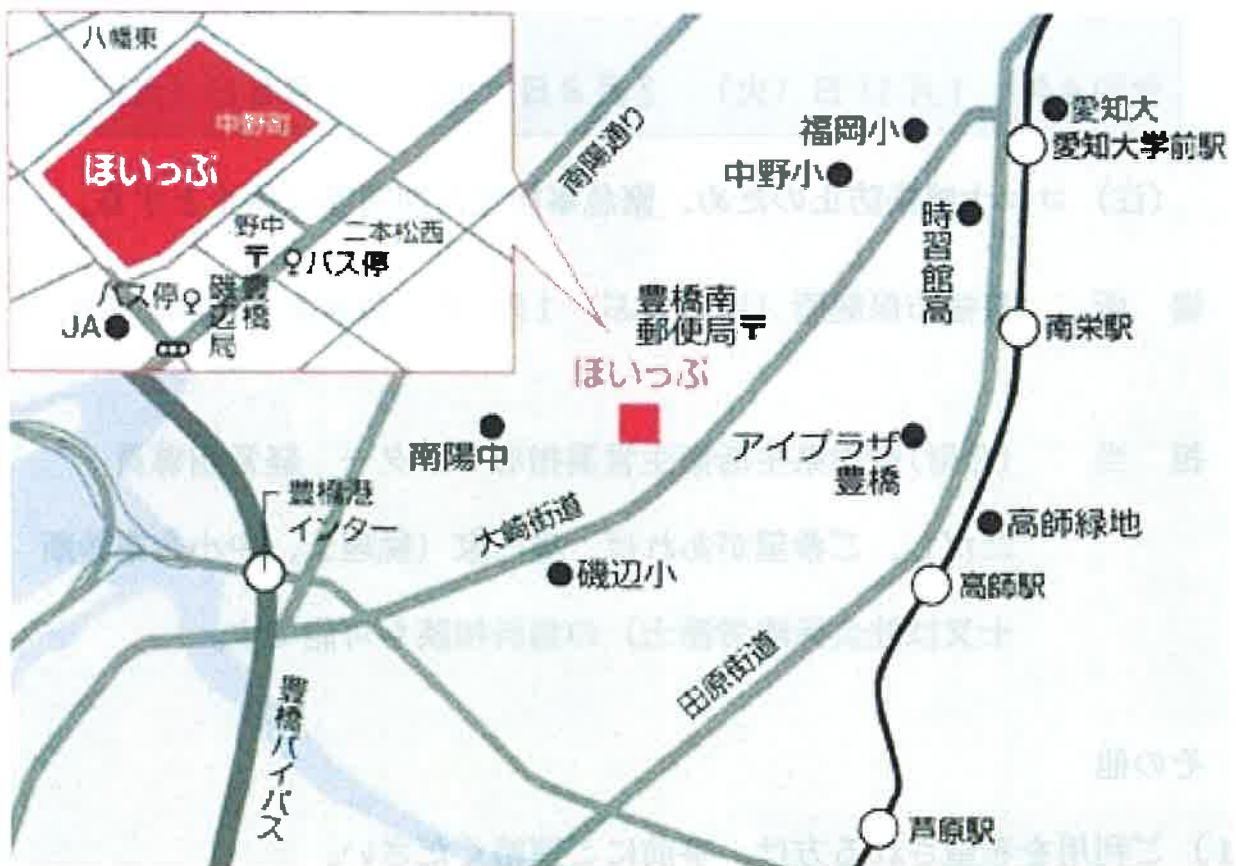 八幡東
中野町
ほいっぷ
野中
〒
バス停
二本松西
バス停
豊橋
磯辺局
JA
南陽通り
福岡小
中野小
愛知大
愛知大学前駅
時習館高
豊橋南
郵便局〒
ほいっぷ
南栄駅
南陽中
アイプラザ
豊橋
豊橋港
インター
大崎街道
磯辺小
高師緑地
高師駅
田原街道
豊橋バイパス
芦原駅